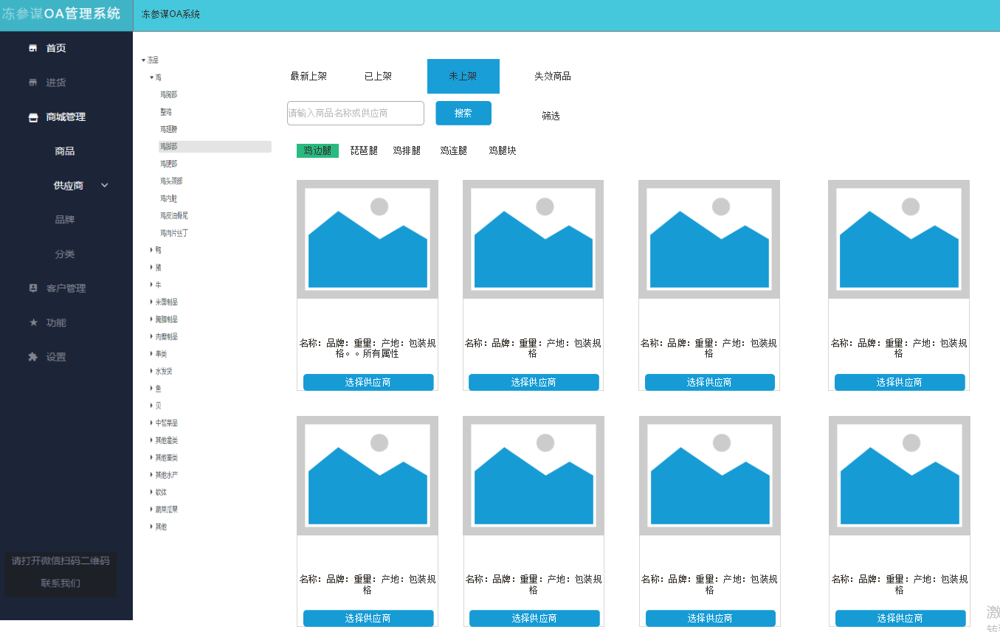 冻参谋OA管理系统
冻参谋OA系统
首页
进货
商城管理
商品
供应商
品牌
分类
客户管理
功能
设置
请打开微信扫码二维码
联系我们
冻品
鸡
鸡胸部
整鸡
鸡翅膀
鸡脚部
鸡腿部
鸡头颈部
鸡内脏
鸡皮油骨尾
鸡肉片丝丁
鸭
猪
牛
米面制品
腌腊制品
肉糜制品
串类
水发货
鱼
贝
中餐菜品
其他禽类
其他畜类
其他水产
软体
蔬菜瓜果
其他
最新上架 已上架 未上架 失效商品
请输入商品名称或供应商 搜索 筛选
鸡边腿 琵琶腿 鸡排腿 鸡连腿 鸡腿块
名称：品牌：重量：产地：包装规
格。。所有属性
选择供应商
名称：品牌：重量：产地：包装规
格
选择供应商
名称：品牌：重量：产地：包装规
格
选择供应商
名称：品牌：重量：产地：包装规
格
选择供应商
名称：品牌：重量：产地：包装规
格
选择供应商
名称：品牌：重量：产地：包装规
格
选择供应商
名称：品牌：重量：产地：包装规
格
选择供应商
名称：品牌：重量：产地：包装规
格
选择供应商
激